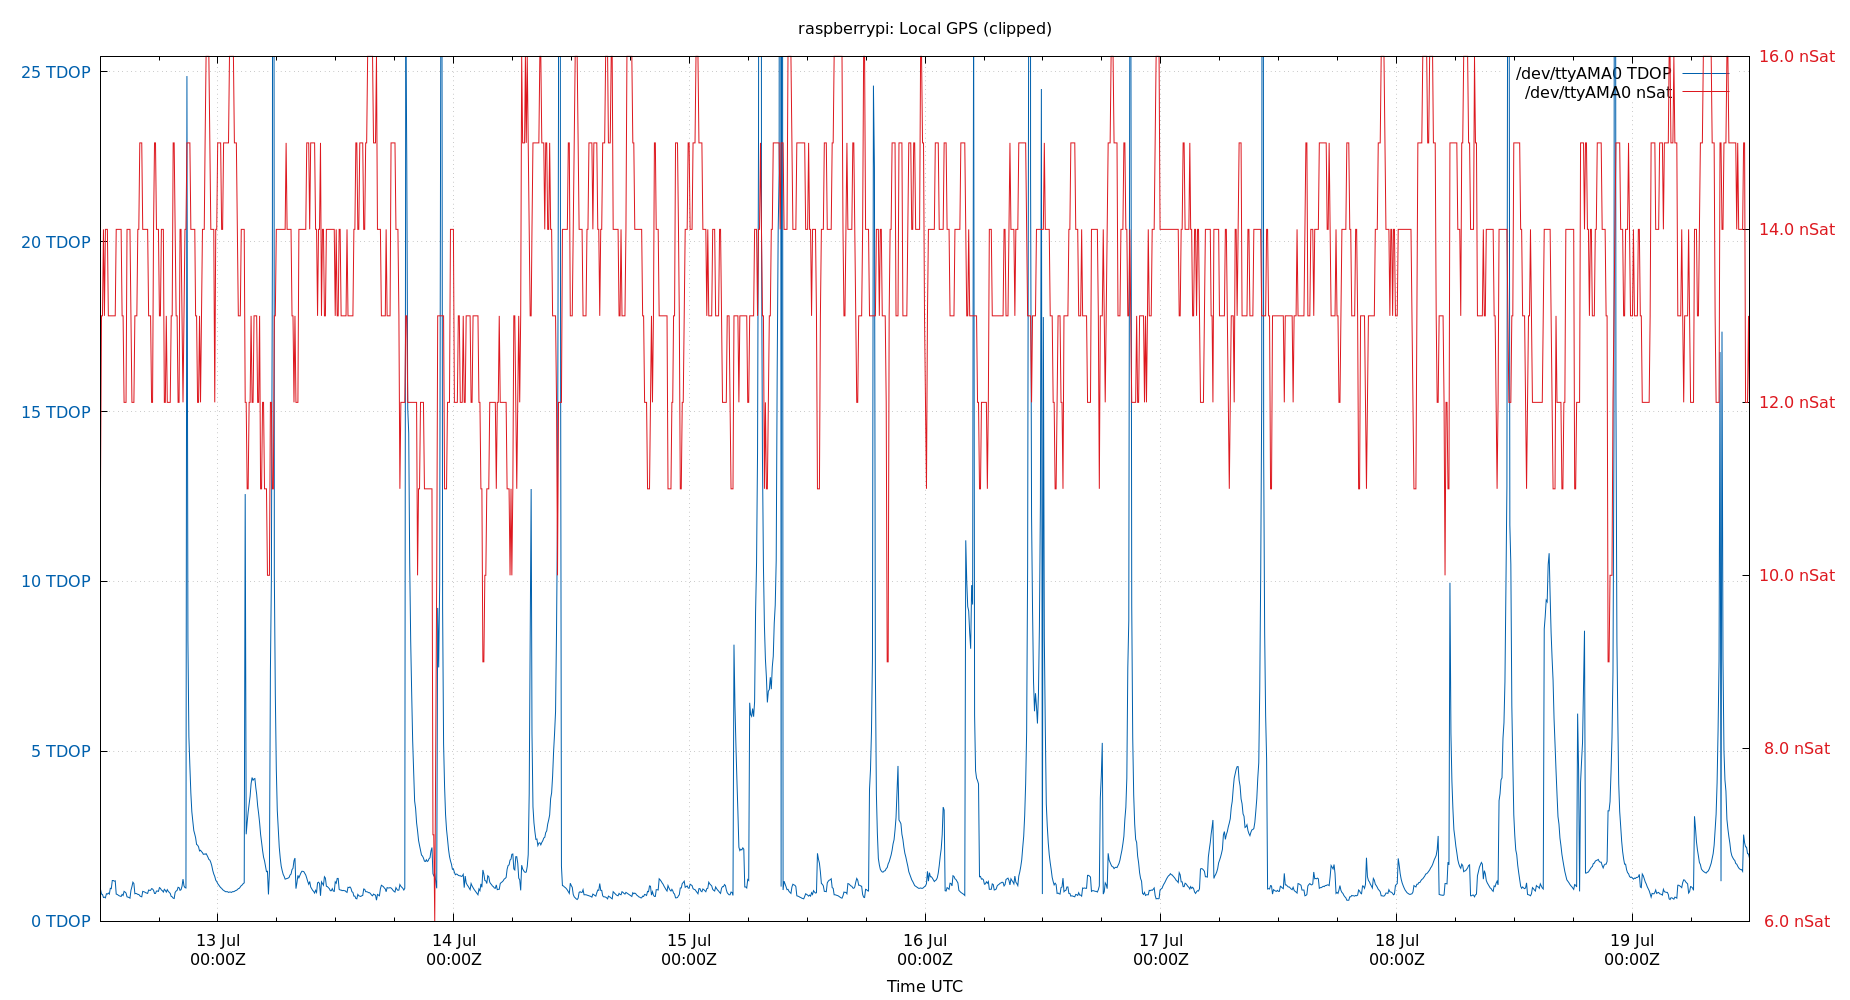 raspberrypi: Local GPS (clipped)
25 TDOP
20 TDOP
15 TDOP
10 TDOP
5 TDOP
0 TDOP
16.0 nSat
14.0 nSat
12.0 nSat
10.0 nSat
8.0 nSat
6.0 nSat
/dev/ttyAMA0 TDOP
/dev/ttyAMA0 nSat
13 Jul
00:00Z
14 Jul
00:00Z
15 Jul
00:00Z
16 Jul
00:00Z
17 Jul
00:00Z
18 Jul
00:00Z
19 Jul
00:00Z
Time UTC